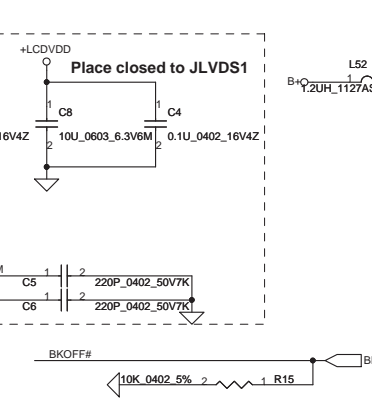 +LCDVDD
Place closed to JLVDS1
L52
B+
1
1.2UH_1127AS
1
C8
1
C4
16V4Z
10U_0603_6.3V6M
0.1U_0402_16V4Z
2
2
1
2
C5
220P_0402_50V7K
1
2
C6
220P_0402_50V7K
BKOFF#
10K_0402_5%
2
1
R15